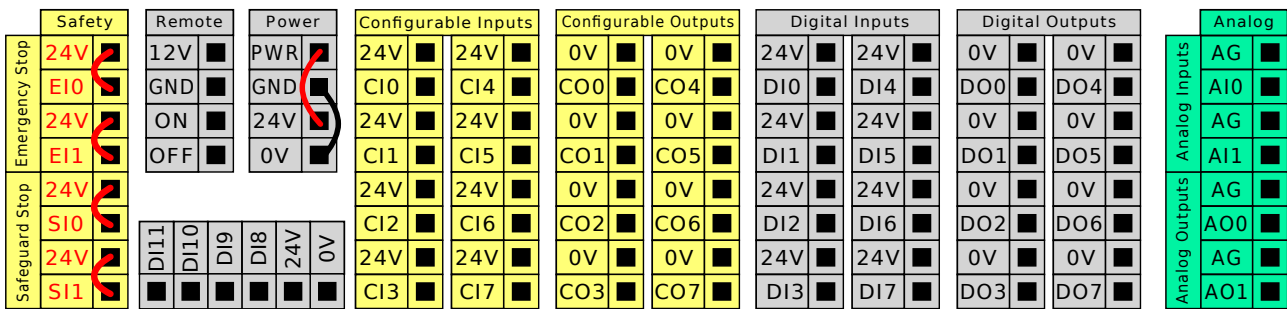 Safety Remote Power Configurable Inputs Configurable Outputs Digital Inputs Digital Outputs Analog
Emergency Stop 24V 12V PWR 24V 24V 0V 0V 24V 24V 0V 0V Analog Inputs AG
EI0 GND GND CI0 CI4 CO0 CO4 DI0 DI4 DO0 DO4 AI0
24V ON 24V 24V 24V 0V 0V 24V 24V 0V 0V AG
EI1 OFF 0V CI1 CI5 CO1 CO5 DI1 DI5 DO1 DO5 AI1
Safeguard Stop 24V 24V 24V 0V 0V 24V 24V 0V 0V Analog Outputs AG
SI0 DI11 DI10 DI9 DI8 24V 0V CI2 CI6 CO2 CO6 DI2 DI6 DO2 DO6 AO0
24V 24V 24V 0V 0V 24V 24V 0V 0V AG
SI1 CI3 CI7 CO3 CO7 DI3 DI7 DO3 DO7 AO1